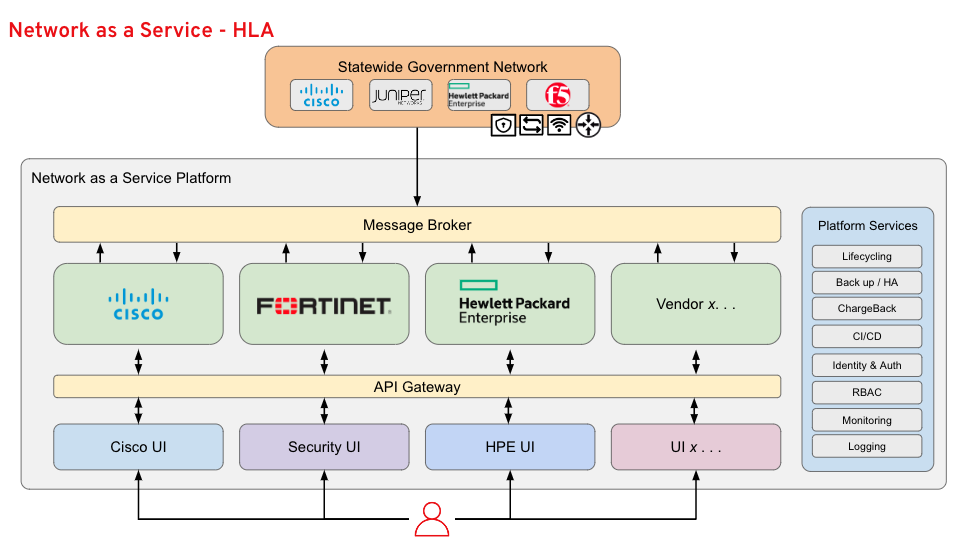 Network as a Service - HLA
Statewide Government Network
CISCO
JUNIPER
NETWORKS
Hewlett Packard
Enterprise
f5
Network as a Service Platform
Message Broker
Platform Services
Lifecycling
Back up / HA
ChargeBack
CI/CD
Identity & Auth
RBAC
Monitoring
Logging
CISCO
FORTINET®
Hewlett Packard
Enterprise
Vendor x. . .
API Gateway
Cisco UI
Security UI
HPE UI
UI x . . .